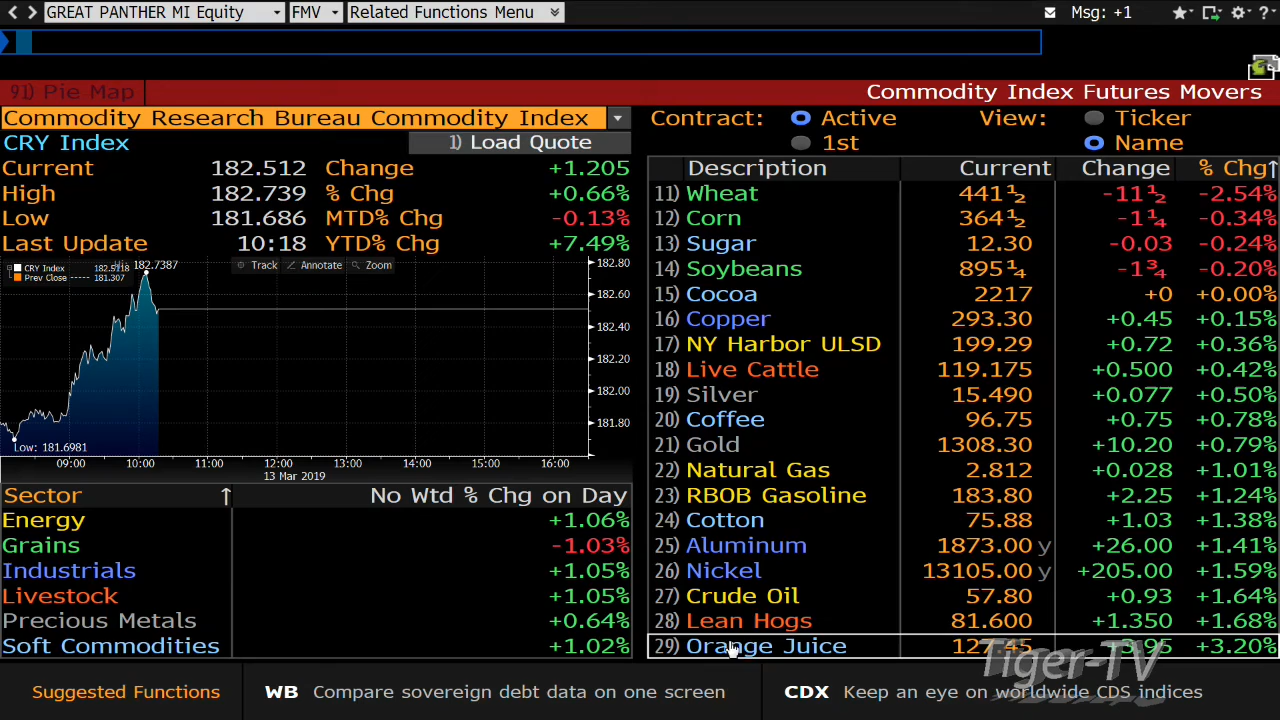 GREAT PANTHER MI Equity FMV Related Functions Menu Msg: +1
91) Pie Map Commodity Index Futures Movers
Commodity Research Bureau Commodity Index
CRY Index 1) Load Quote
Current 182.512 Change +1.205
High 182.739 % Chg +0.66%
Low 181.686 MTD% Chg -0.13%
Last Update 10:18 YTD% Chg +7.49%
Track Annotate Zoom
CRY Index
Prev Close 181.307
182.7387
182.80
182.60
182.40
182.20
182.00
181.80
Low: 181.6981
09:00 10:00 11:00 12:00 13:00 14:00 15:00 16:00
13 Mar 2019
Sector ↑ No Wtd % Chg on Day
Energy +1.06%
Grains -1.03%
Industrials +1.05%
Livestock +1.05%
Precious Metals +0.64%
Soft Commodities +1.02%
Contract: Active View: Ticker
1st Name
Description Current Change % Chg↑
11) Wheat 441½ -11½ -2.54%
12) Corn 364½ -1¼ -0.34%
13) Sugar 12.30 -0.03 -0.24%
14) Soybeans 895¼ -1¾ -0.20%
15) Cocoa 2217 +0 +0.00%
16) Copper 293.30 +0.45 +0.15%
17) NY Harbor ULSD 199.29 +0.72 +0.36%
18) Live Cattle 119.175 +0.500 +0.42%
19) Silver 15.490 +0.077 +0.50%
20) Coffee 96.75 +0.75 +0.78%
21) Gold 1308.30 +10.20 +0.79%
22) Natural Gas 2.812 +0.028 +1.01%
23) RBOB Gasoline 183.80 +2.25 +1.24%
24) Cotton 75.88 +1.03 +1.38%
25) Aluminum 1873.00 y +26.00 +1.41%
26) Nickel 13105.00 y +205.00 +1.59%
27) Crude Oil 57.80 +0.93 +1.64%
28) Lean Hogs 81.600 +1.350 +1.68%
29) Orange Juice 127.45 +3.95 +3.20%
Tiger-TV
Suggested Functions WB Compare sovereign debt data on one screen CDX Keep an eye on worldwide CDS indices